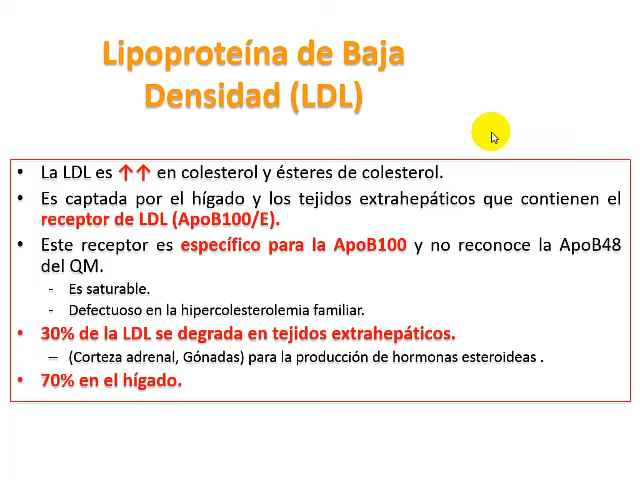 Lipoproteína de Baja
Densidad (LDL)
• La LDL es ↑↑ en colesterol y ésteres de colesterol.
• Es captada por el hígado y los tejidos extrahepáticos que contienen el
receptor de LDL (ApoB100/E).
• Este receptor es específico para la ApoB100 y no reconoce la ApoB48
del QM.
- Es saturable.
- Defectuoso en la hipercolesterolemia familiar.
• 30% de la LDL se degrada en tejidos extrahepáticos.
– (Corteza adrenal, Gónadas) para la producción de hormonas esteroideas .
• 70% en el hígado.